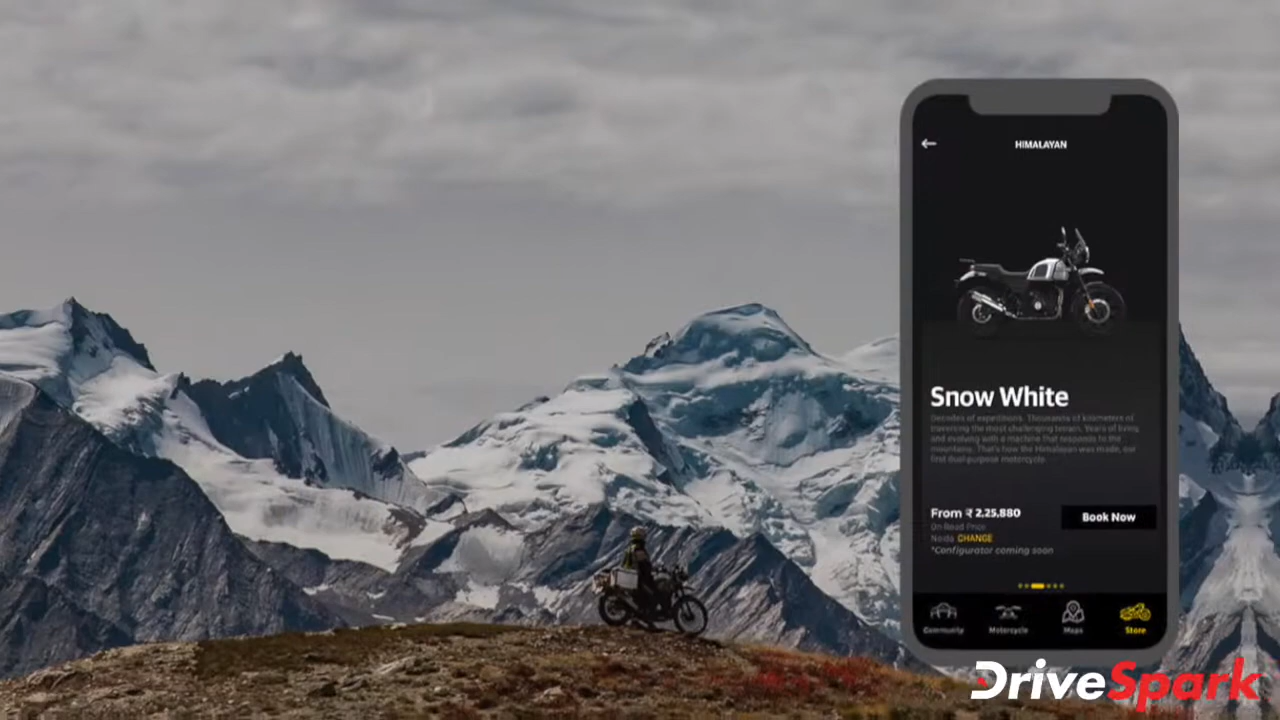 HIMALAYAN
Snow White
Decades of expeditions. Thousands of kilometers of
traversing the most challenging terrain. Years of living
and evolving with a machine that responds to the
mountains. That's how the Himalayan was made, our
first dual-purpose motorcycle.
From ₹ 2,25,880
Book Now
On-Road Price
Noida CHANGE
*Configurator coming soon
Community
Motorcycle
Maps
Store
DriveSpark